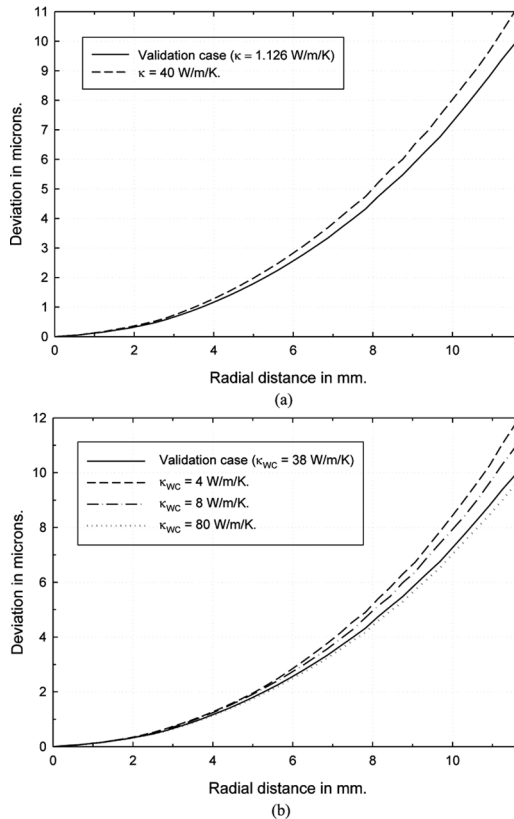 11
10
9
8
7
6
5
4
3
2
1
0
Deviation in microns.
Validation case (κ = 1.126 W/m/K)
κ = 40 W/m/K.
0 2 4 6 8 10
Radial distance in mm.
(a)
12
10
8
6
4
2
0
Deviation in microns.
Validation case (κWC = 38 W/m/K)
κWC = 4 W/m/K.
κWC = 8 W/m/K.
κWC = 80 W/m/K.
0 2 4 6 8 10
Radial distance in mm.
(b)